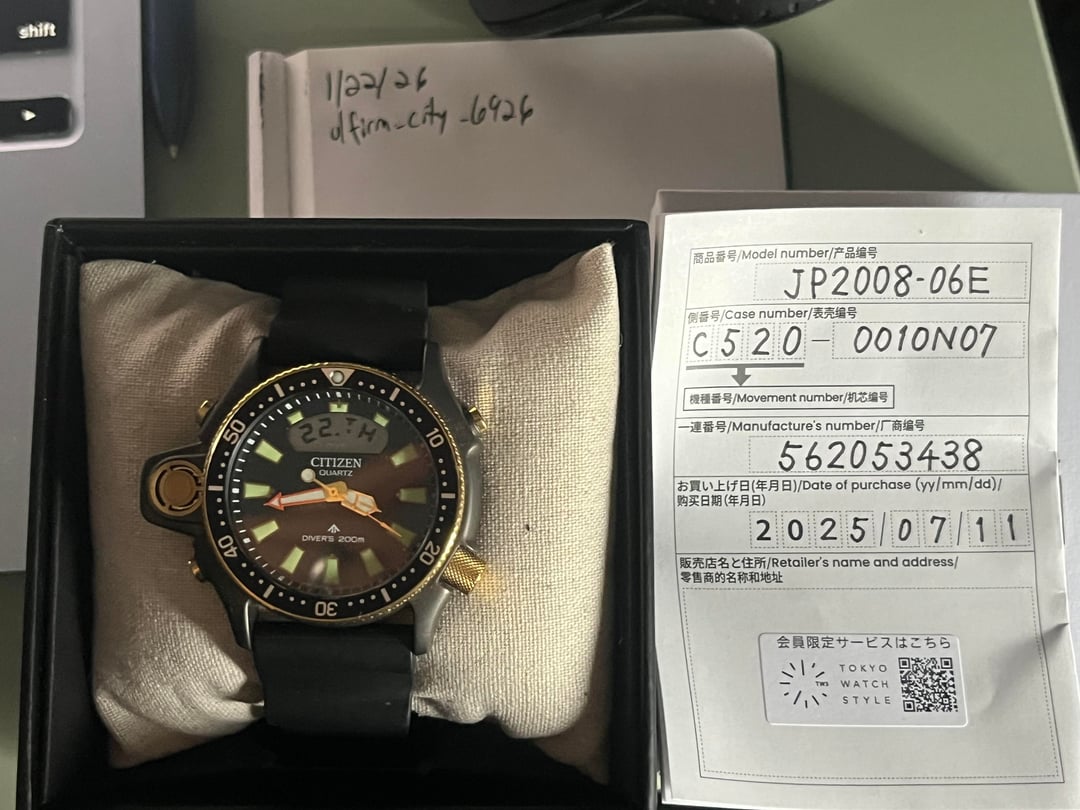 shift
1/22/26
dfirm_city_6926
50
10
20
30
40
22.TH
CITIZEN
QUARTZ
DIVER'S 200m
商品番号/Model number/产品编号
JP2008-06E
側番号/Case number/表壳编号
C520-0010N07
機種番号/Movement number/机芯编号
一連番号/Manufacture's number/厂商编号
562053438
お買い上げ日(年月日)/Date of purchase (yy/mm/dd)/
购买日期(年月日)
2025/07/11
販売店名と住所/Retailer's name and address/
零售商的名称和地址
会員限定サービスはこちら
TWS
TOKYO
WATCH
STYLE